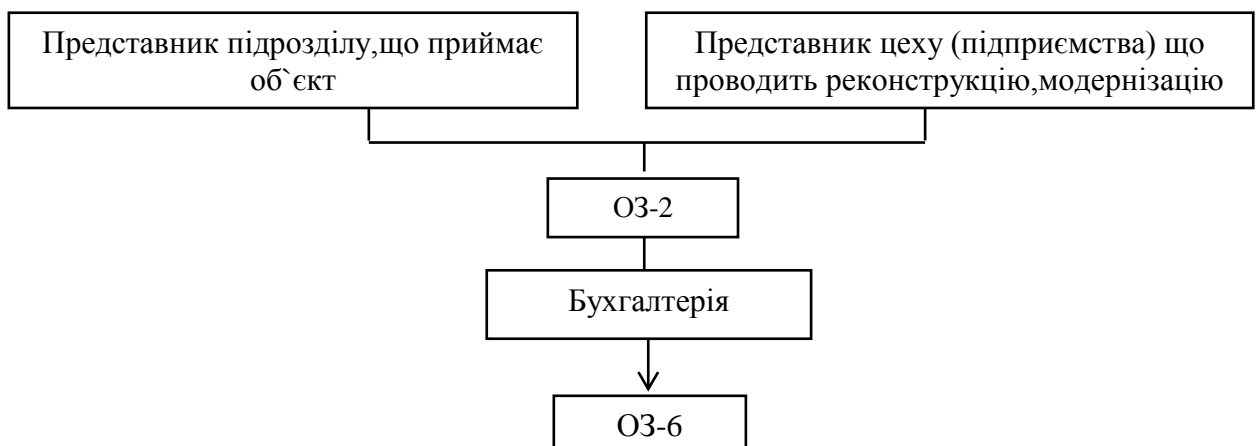 Представник підрозділу,що приймає
об`єкт
Представник цеху (підприємства) що
проводить реконструкцію,модернізацію
ОЗ-2
Бухгалтерія
ОЗ-6